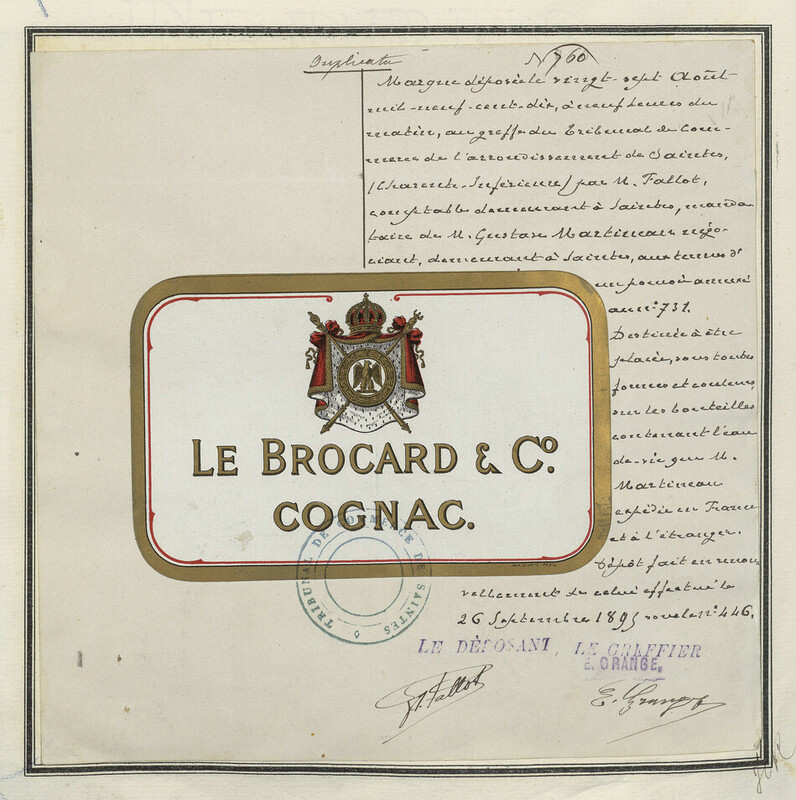 Duplicata
N° 760
Marque déposée le vingt-sept Août
mil-neuf-cent-dix, à neuf heures du
matin, au greffe du Tribunal de Com-
merce de l'arrondissement de Saintes,
(Charente-Inférieure) par M. Fallot,
comptable demeurant à Saintes, manda-
taire de M. Gustave Martineau négo-
ciant, demeurant à Saintes, aux termes d'
un pouvoir annexé
au n° 731.
Destinée à être
placée, sous toutes
formes et couleurs,
sur les bouteilles
contenant l'eau
de-vie que M.
Martineau
expédie en France
et à l'étranger.
Dépôt fait en renou
vellement de celui effectué le
26 Septembre 1895 sous le n° 446.
LE BROCARD & Co.
COGNAC.
TRIBUNAL DE COMMERCE DE SAINTES
LE DÉPOSANT, LE GREFFIER
E. GRANGE.
Fallot
E. Grange